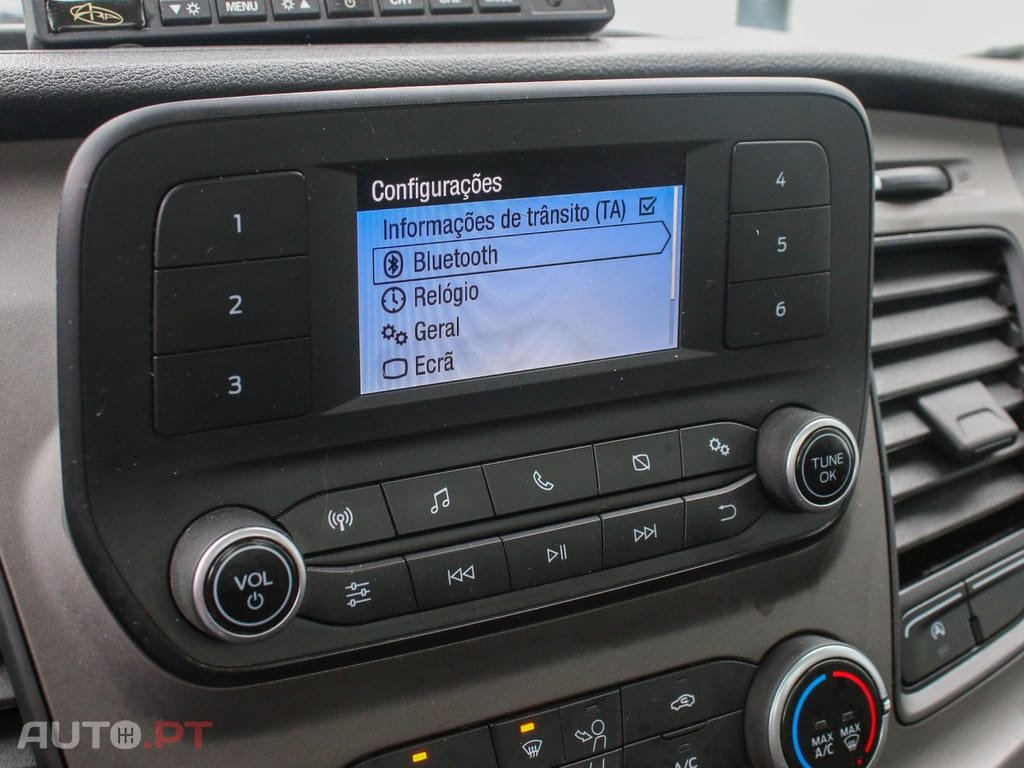 MENU
1
2
3
Configurações
Informações de trânsito (TA)
Bluetooth
Relógio
Geral
Ecrã
4
5
6
TUNE
OK
VOL
MAX
A/C
MAX
A/C
AUTO.PT